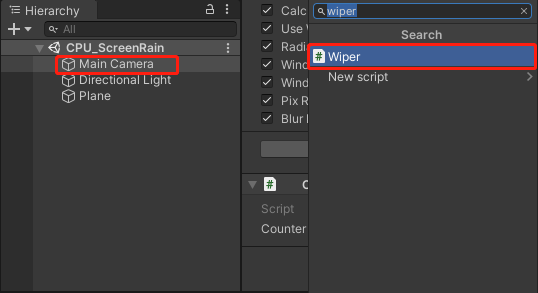 Hierarchy
All
CPU_ScreenRain
Main Camera
Directional Light
Plane
Calc
Use
Radia
Wind
Wind
Pix R
Blur
Script
Counter
wiper
Search
Wiper
New script